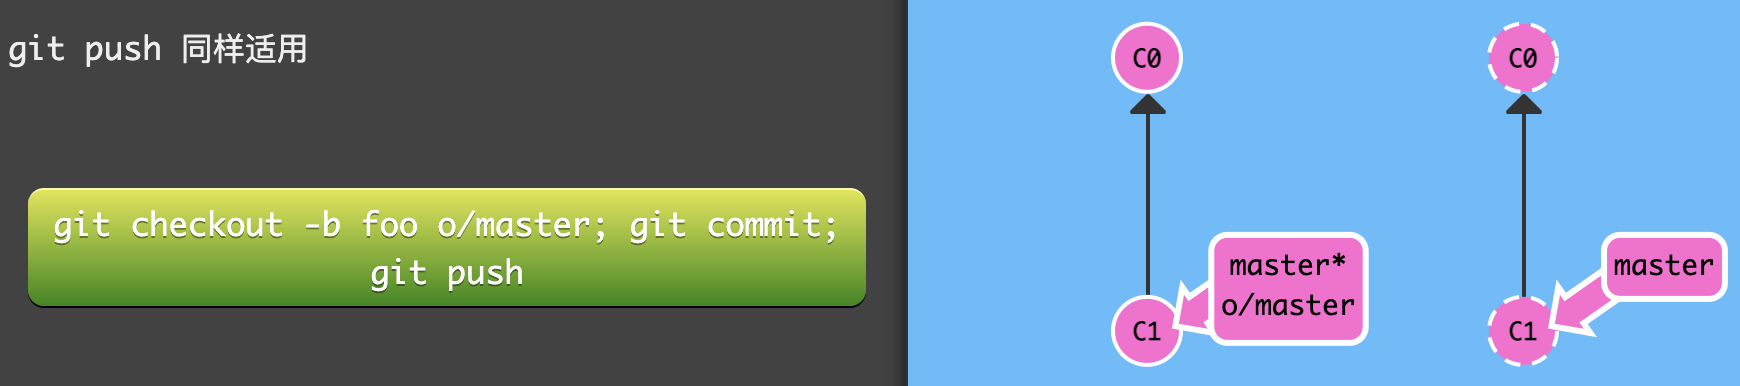 git push 同样适用
git checkout -b foo o/master; git commit;
git push
C0
C0
master*
o/master
master
C1
C1